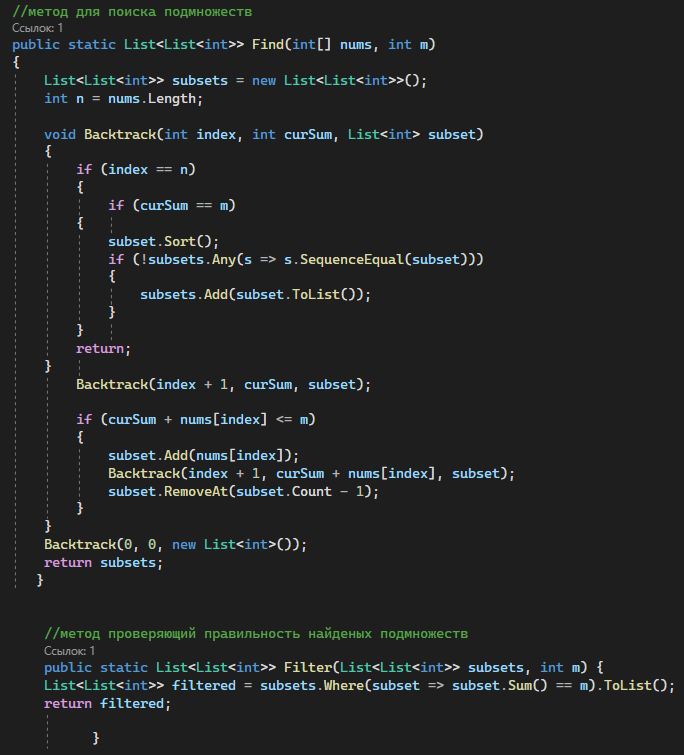 //метод для поиска подмножеств
Ссылок: 1
public static List<List<int>> Find(int[] nums, int m)
{
List<List<int>> subsets = new List<List<int>>();
int n = nums.Length;
void Backtrack(int index, int curSum, List<int> subset)
{
if (index == n)
{
if (curSum == m)
{
subset.Sort();
if (!subsets.Any(s => s.SequenceEqual(subset)))
{
subsets.Add(subset.ToList());
}
}
return;
}
Backtrack(index + 1, curSum, subset);
if (curSum + nums[index] <= m)
{
subset.Add(nums[index]);
Backtrack(index + 1, curSum + nums[index], subset);
subset.RemoveAt(subset.Count - 1);
}
}
Backtrack(0, 0, new List<int>());
return subsets;
}
//метод проверяющий правильность найденых подмножеств
Ссылок: 1
public static List<List<int>> Filter(List<List<int>> subsets, int m) {
List<List<int>> filtered = subsets.Where(subset => subset.Sum() == m).ToList();
return filtered;
}